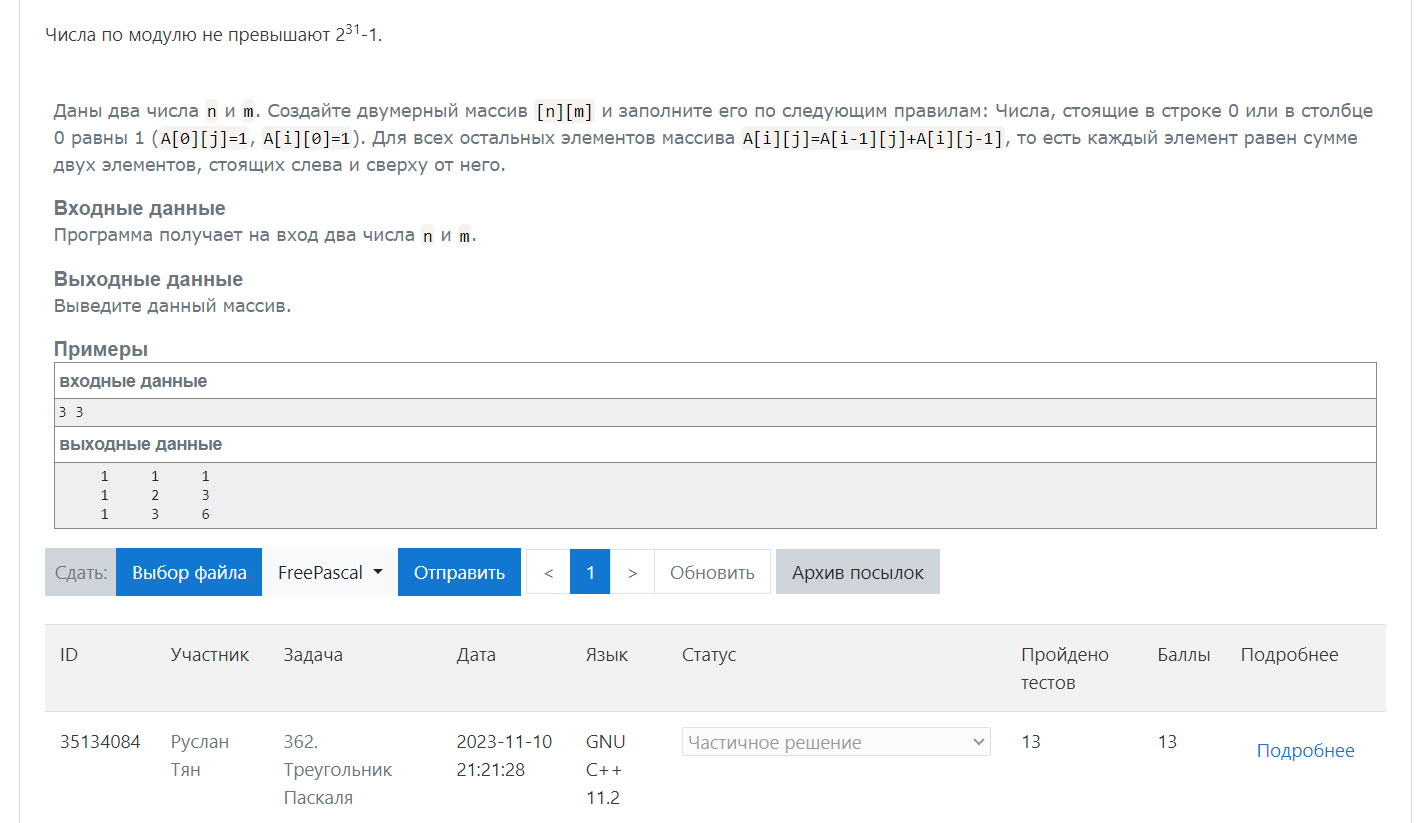 Числа по модулю не превышают 2³¹-1.
Даны два числа n и m. Создайте двумерный массив [n][m] и заполните его по следующим правилам: Числа, стоящие в строке 0 или в столбце
0 равны 1 (A[0][j]=1, A[i][0]=1). Для всех остальных элементов массива A[i][j]=A[i-1][j]+A[i][j-1], то есть каждый элемент равен сумме
двух элементов, стоящих слева и сверху от него.
Входные данные
Программа получает на вход два числа n и m.
Выходные данные
Выведите данный массив.
Примеры
входные данные
3 3
выходные данные
1 1 1
1 2 3
1 3 6
Сдать: Выбор файла FreePascal Отправить < 1 > Обновить Архив посылок
ID Участник Задача Дата Язык Статус Пройдено Баллы Подробнее
тестов
35134084 Руслан 362. 2023-11-10 GNU Частичное решение 13 13 Подробнее
Тян Треугольник 21:21:28 C++
Паскаля 11.2